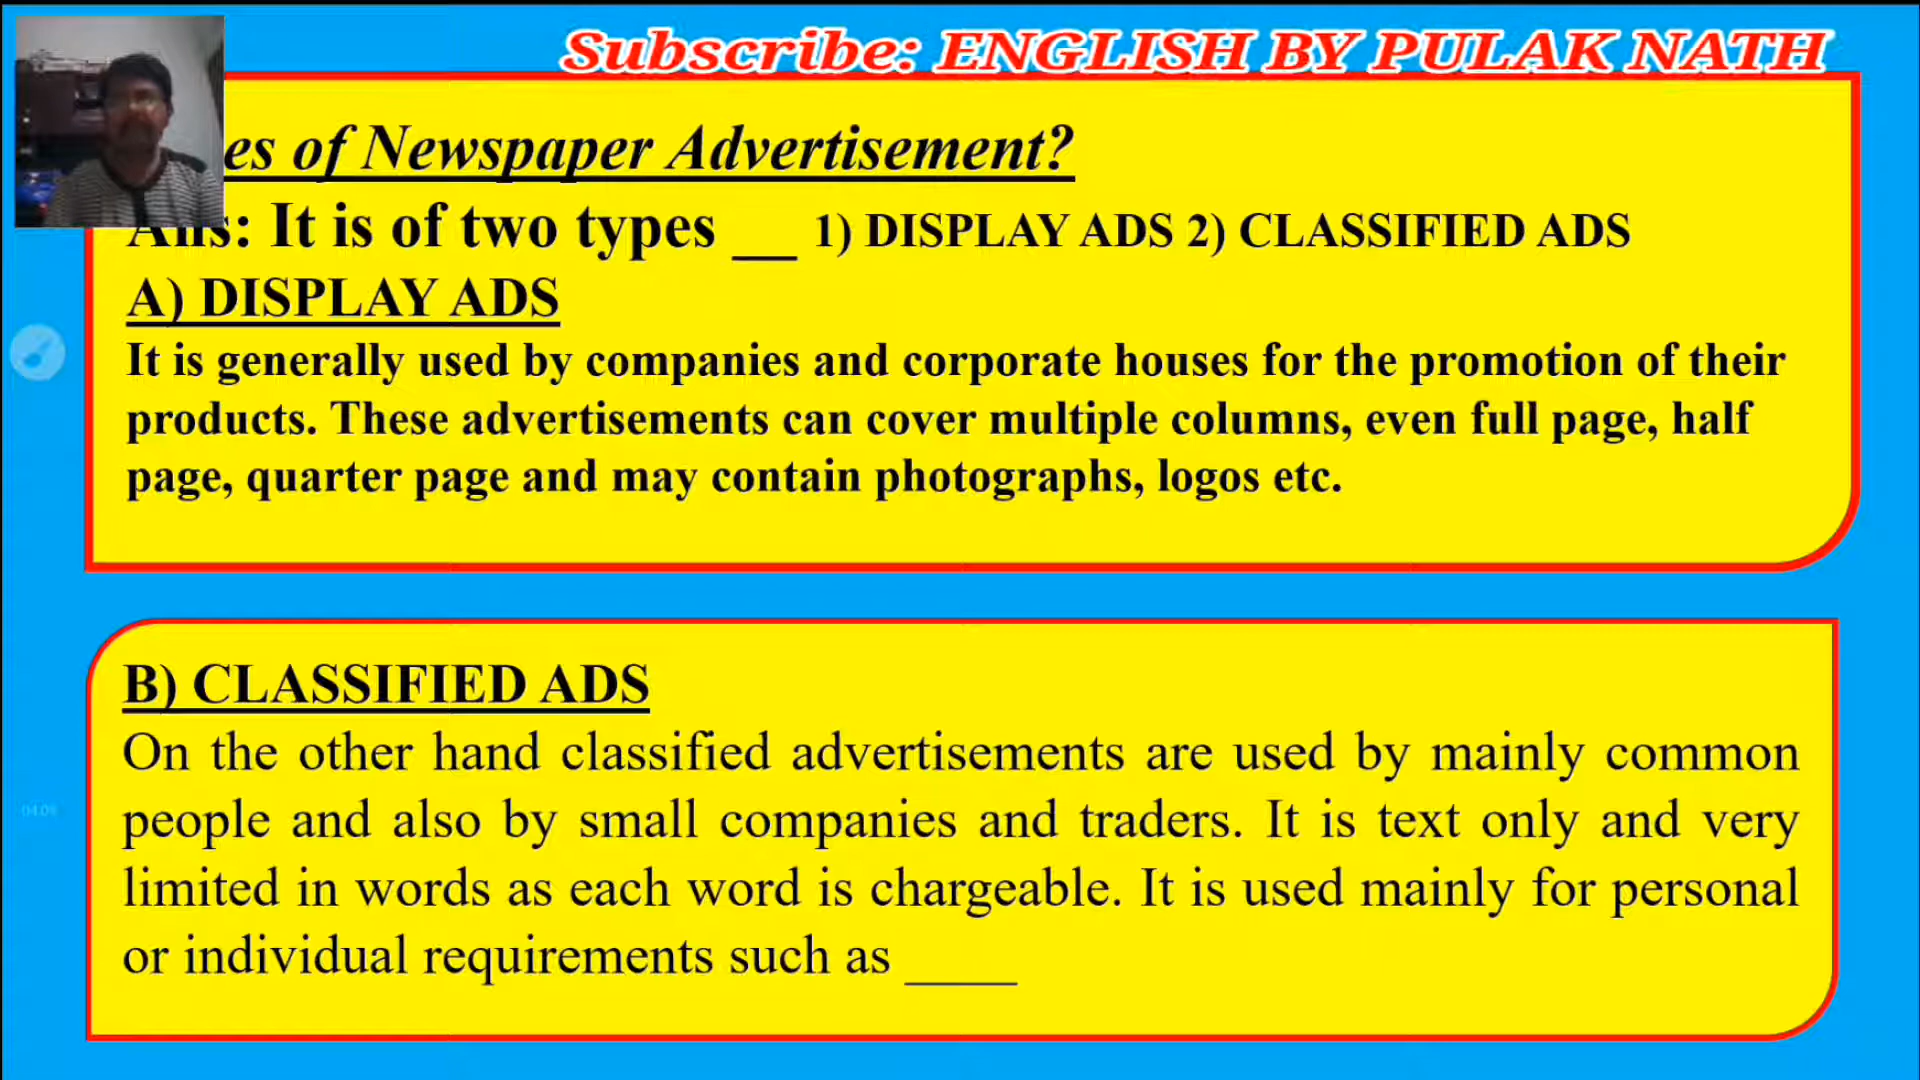 Subscribe: ENGLISH BY PULAK NATH
es of Newspaper Advertisement?
Ans: It is of two types __ 1) DISPLAY ADS 2) CLASSIFIED ADS
A) DISPLAY ADS
It is generally used by companies and corporate houses for the promotion of their
products. These advertisements can cover multiple columns, even full page, half
page, quarter page and may contain photographs, logos etc.
B) CLASSIFIED ADS
On the other hand classified advertisements are used by mainly common
people and also by small companies and traders. It is text only and very
limited in words as each word is chargeable. It is used mainly for personal
or individual requirements such as ____